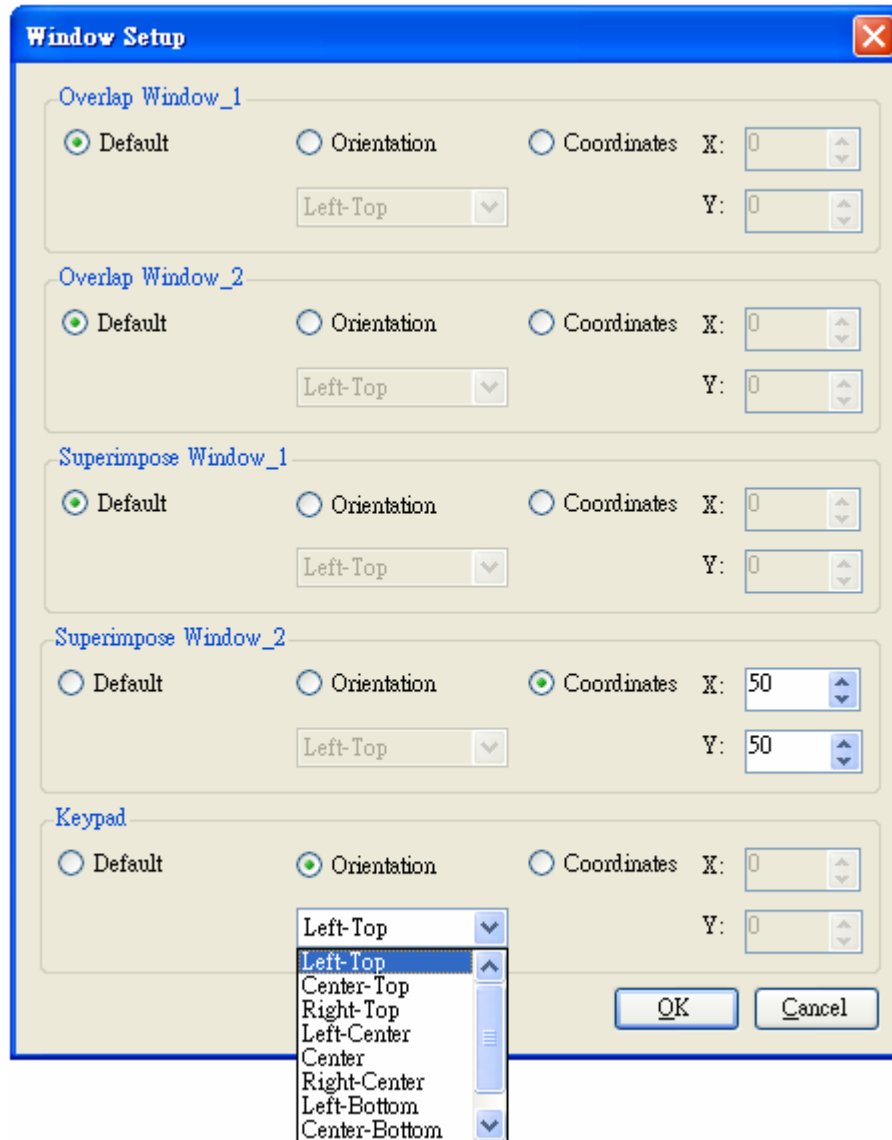 Window Setup
Overlap Window_1
Default Orientation Coordinates X: 0
Left-Top Y: 0
Overlap Window_2
Default Orientation Coordinates X: 0
Left-Top Y: 0
Superimpose Window_1
Default Orientation Coordinates X: 0
Left-Top Y: 0
Superimpose Window_2
Default Orientation Coordinates X: 50
Left-Top Y: 50
Keypad
Default Orientation Coordinates X: 0
Left-Top Y: 0
Left-Top
Center-Top
Right-Top
Left-Center
Center
Right-Center
Left-Bottom
Center-Bottom
OK Cancel